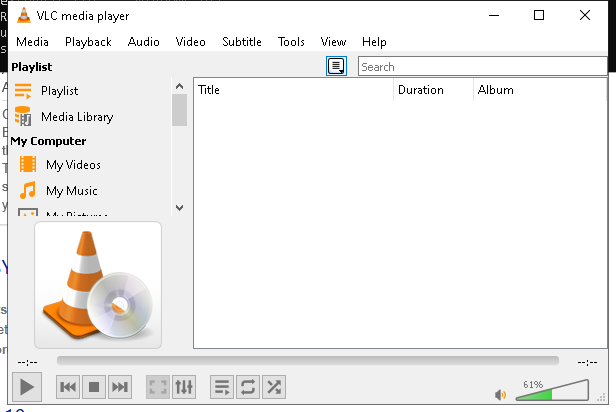 VLC media player
Media Playback Audio Video Subtitle Tools View Help
Playlist
Search
Playlist
Media Library
My Computer
My Videos
My Music
My Pictures
Title Duration Album
--:--
--:--
61%